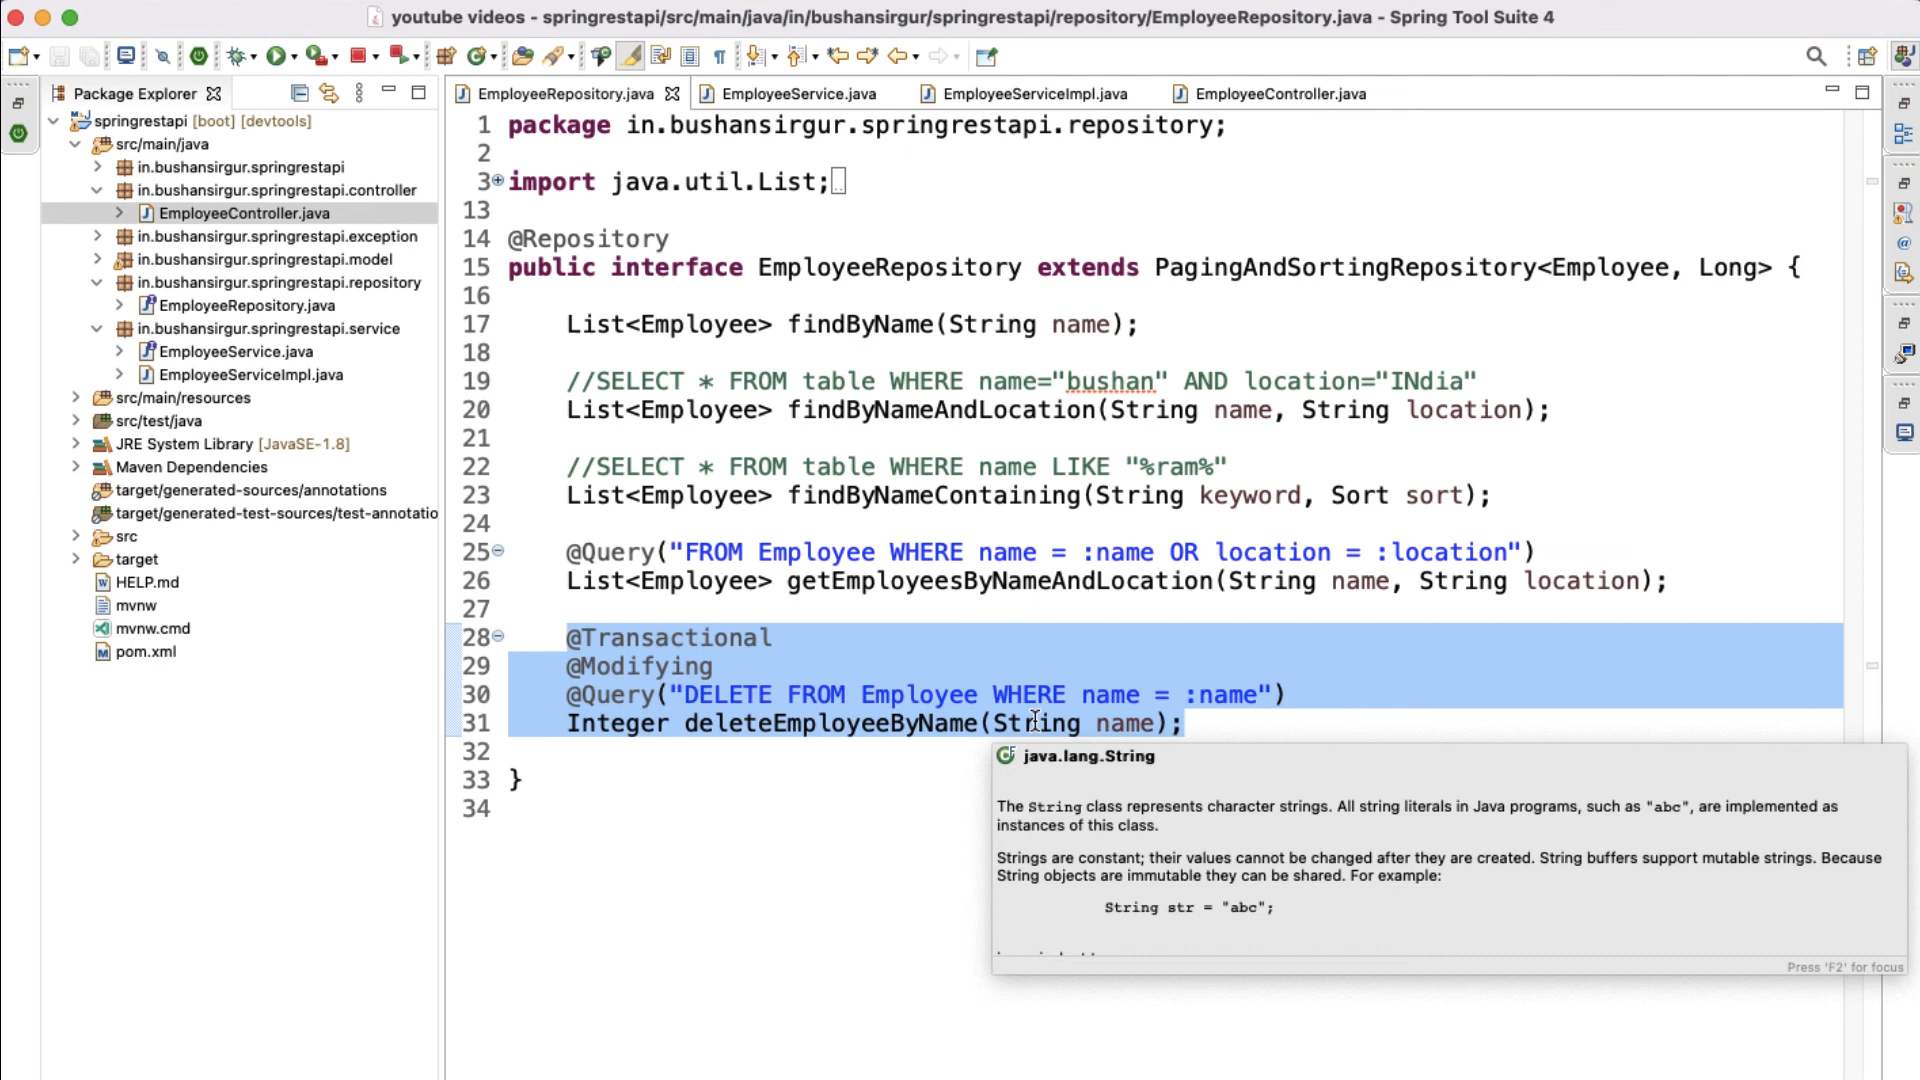 youtube videos - springrestapi/src/main/java/in/bushansirgur/springrestapi/repository/EmployeeRepository.java - Spring Tool Suite 4
Package Explorer
springrestapi [boot] [devtools]
src/main/java
in.bushansirgur.springrestapi
in.bushansirgur.springrestapi.controller
EmployeeController.java
in.bushansirgur.springrestapi.exception
in.bushansirgur.springrestapi.model
in.bushansirgur.springrestapi.repository
EmployeeRepository.java
in.bushansirgur.springrestapi.service
EmployeeService.java
EmployeeServiceImpl.java
src/main/resources
src/test/java
JRE System Library [JavaSE-1.8]
Maven Dependencies
target/generated-sources/annotations
target/generated-test-sources/test-annotatio
src
target
HELP.md
mvnw
mvnw.cmd
pom.xml
EmployeeRepository.java EmployeeService.java EmployeeServiceImpl.java EmployeeController.java
1 package in.bushansirgur.springrestapi.repository;
2
3 import java.util.List;
13
14 @Repository
15 public interface EmployeeRepository extends PagingAndSortingRepository<Employee, Long> {
16
17 List<Employee> findByName(String name);
18
19 //SELECT * FROM table WHERE name="bushan" AND location="INdia"
20 List<Employee> findByNameAndLocation(String name, String location);
21
22 //SELECT * FROM table WHERE name LIKE "%ram%"
23 List<Employee> findByNameContaining(String keyword, Sort sort);
24
25 @Query("FROM Employee WHERE name = :name OR location = :location")
26 List<Employee> getEmployeesByNameAndLocation(String name, String location);
27
28 @Transactional
29 @Modifying
30 @Query("DELETE FROM Employee WHERE name = :name")
31 Integer deleteEmployeeByName(String name);
32
33 }
34
java.lang.String
The String class represents character strings. All string literals in Java programs, such as "abc", are implemented as
instances of this class.
Strings are constant; their values cannot be changed after they are created. String buffers support mutable strings. Because
String objects are immutable they can be shared. For example:
String str = "abc";
Press 'F2' for focus